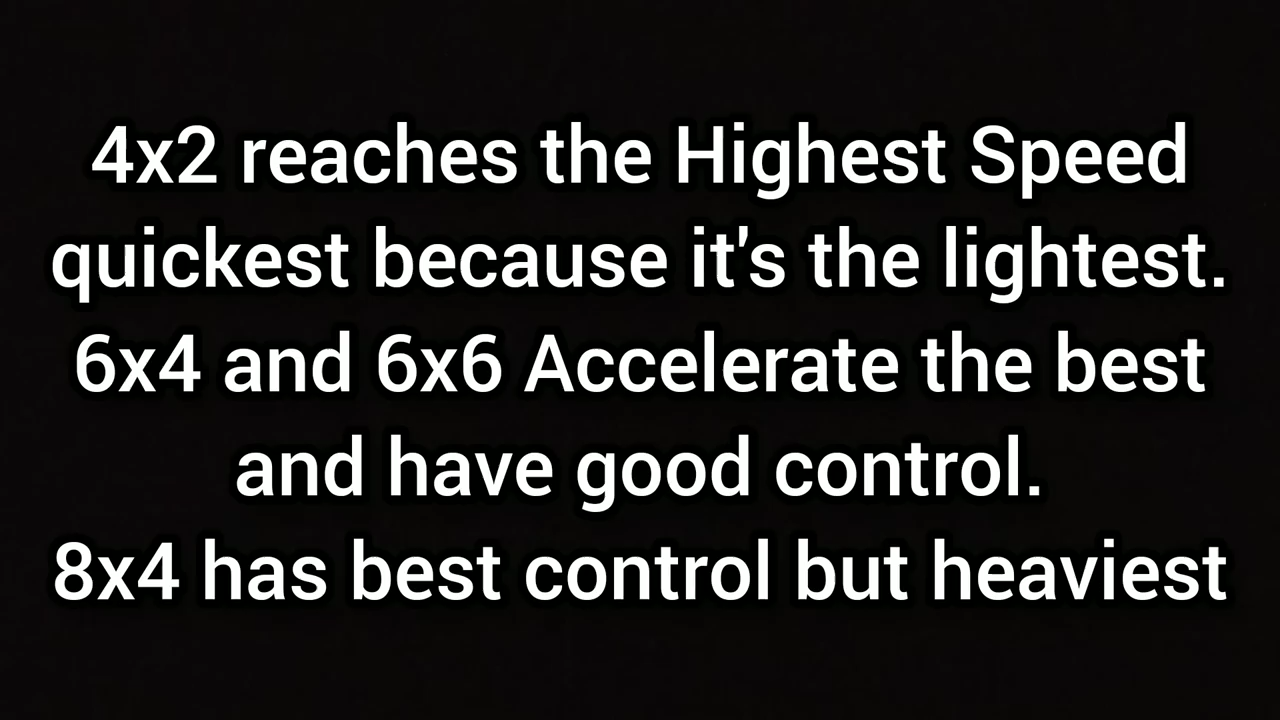 4x2 reaches the Highest Speed
quickest because it's the lightest.
6x4 and 6x6 Accelerate the best
and have good control.
8x4 has best control but heaviest